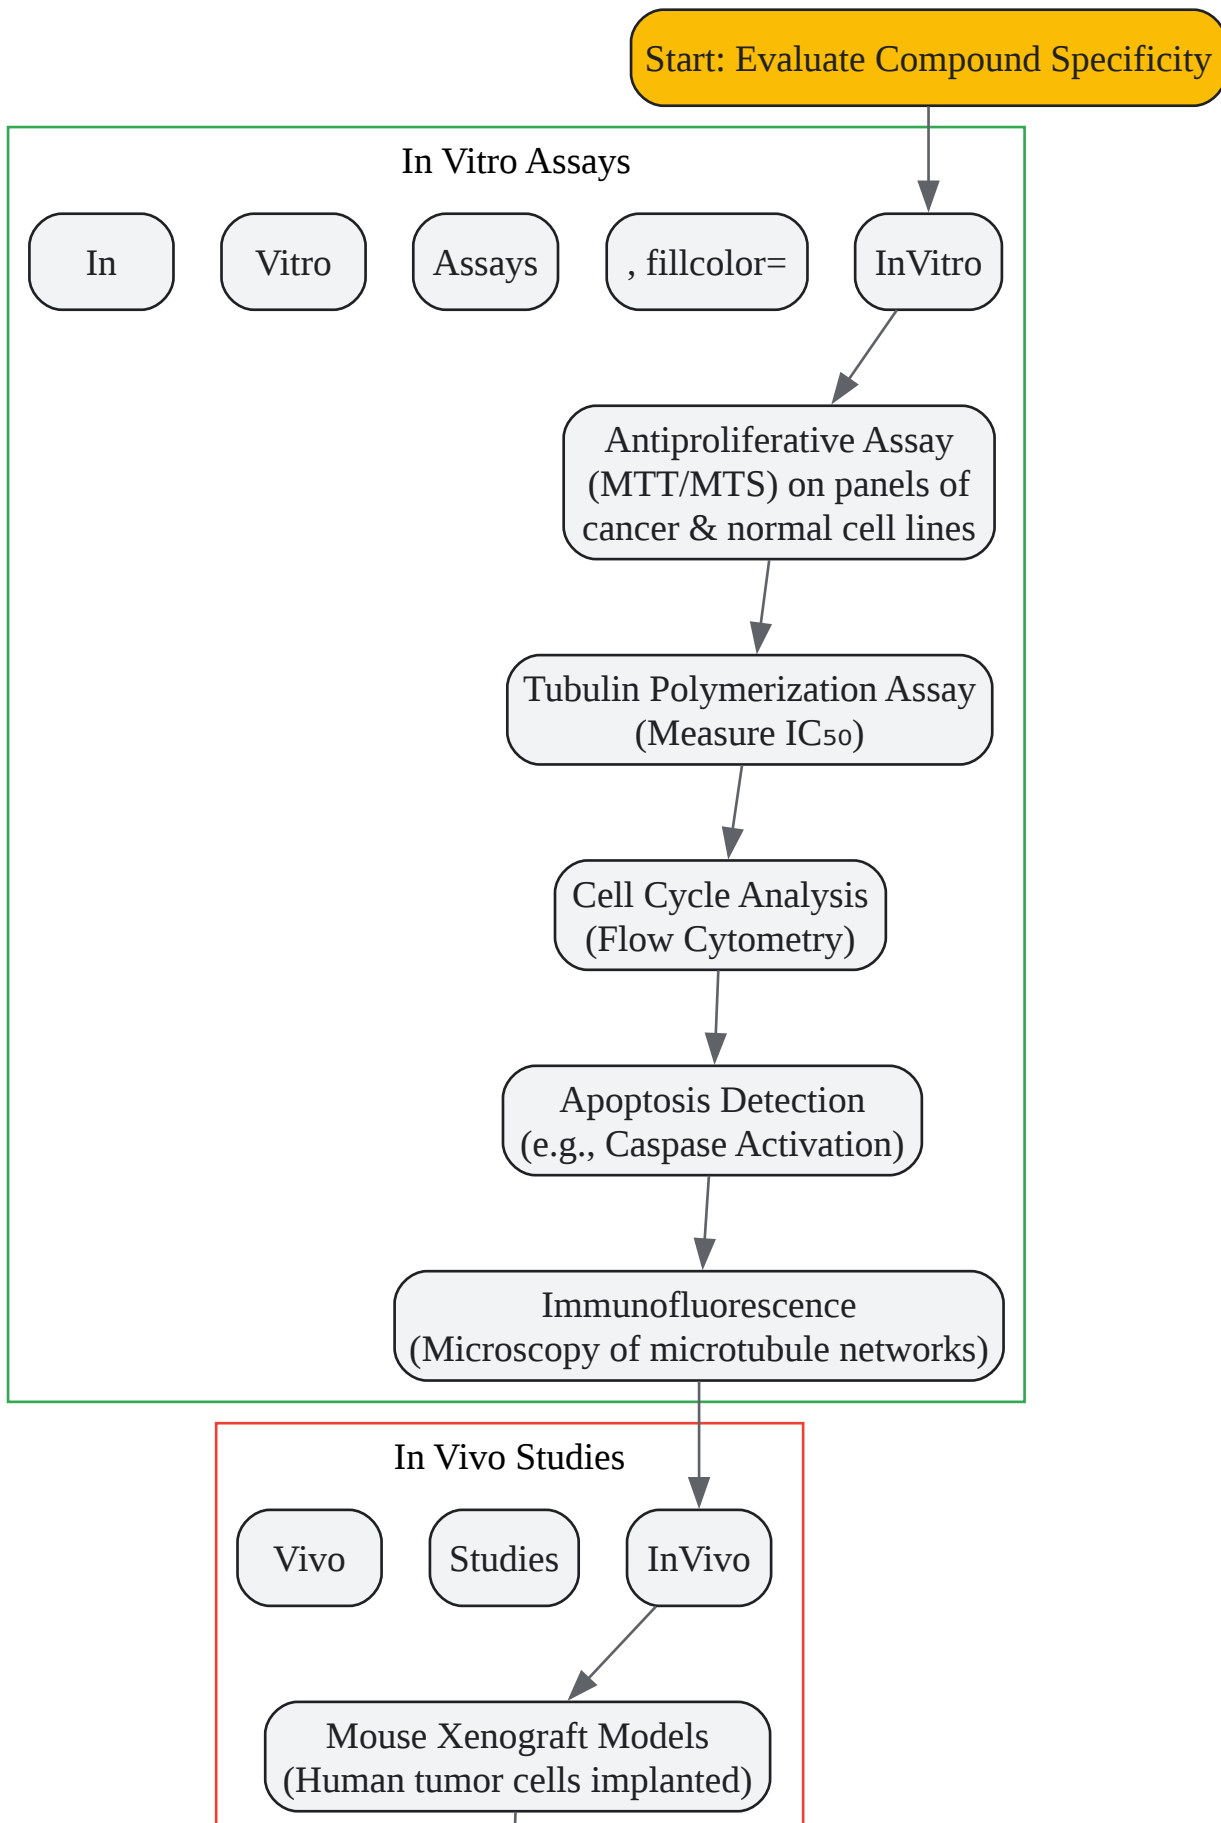 Start: Evaluate Compound Specificity
In Vitro Assays
In
Vitro
Assays
, fillcolor=
InVitro
Antiproliferative Assay
(MTT/MTS) on panels of
cancer & normal cell lines
Tubulin Polymerization Assay
(Measure IC₅₀)
Cell Cycle Analysis
(Flow Cytometry)
Apoptosis Detection
(e.g., Caspase Activation)
Immunofluorescence
(Microscopy of microtubule networks)
In Vivo Studies
Vivo
Studies
InVivo
Mouse Xenograft Models
(Human tumor cells implanted)